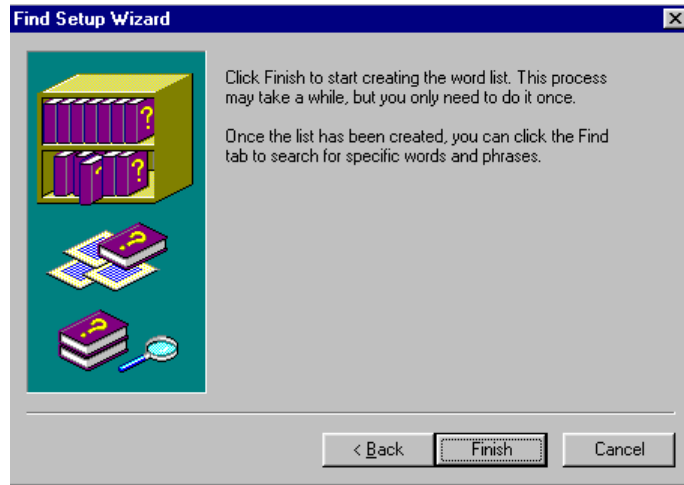 Find Setup Wizard
Click Finish to start creating the word list. This process
may take a while, but you only need to do it once.
Once the list has been created, you can click the Find
tab to search for specific words and phrases.
< Back
Finish
Cancel